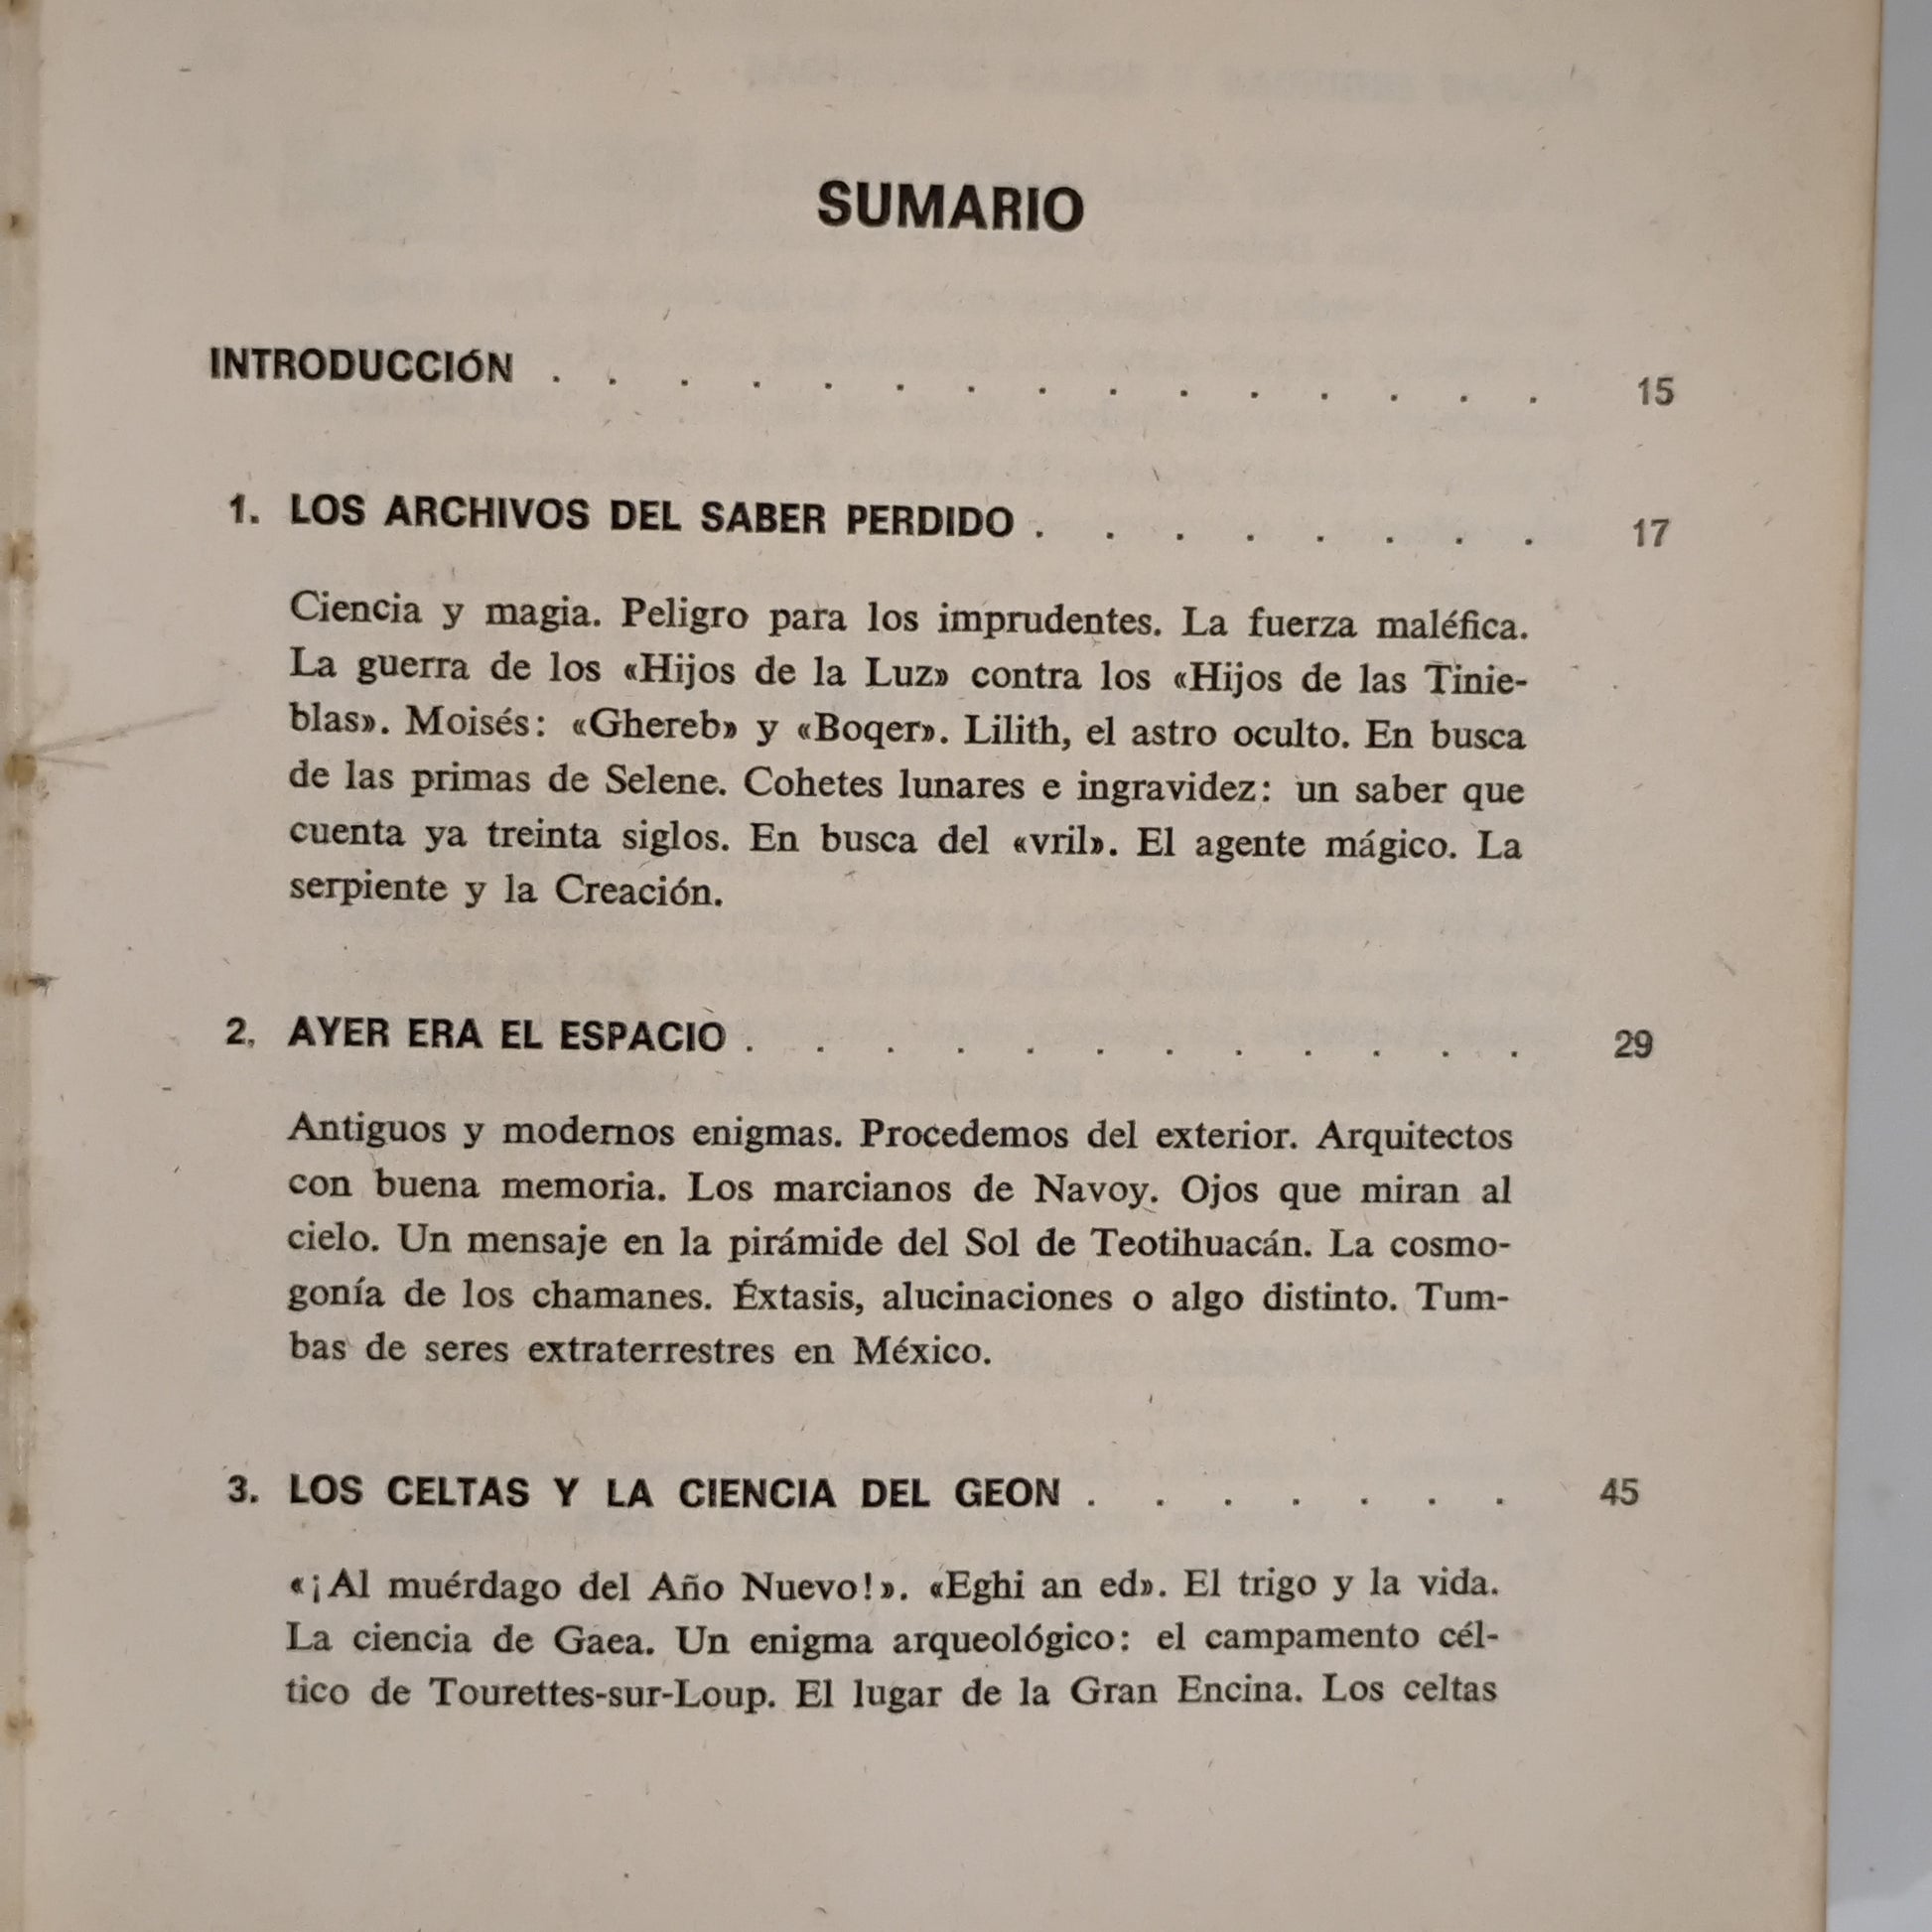 SUMARIO
INTRODUCCIÓN . . . . . . . . . . . . . . . 15
1. LOS ARCHIVOS DEL SABER PERDIDO . . . . . . . . 17
Ciencia y magia. Peligro para los imprudentes. La fuerza maléfica.
La guerra de los «Hijos de la Luz» contra los «Hijos de las Tinie-
blas». Moisés: «Ghereb» y «Boqer». Lilith, el astro oculto. En busca
de las primas de Selene. Cohetes lunares e ingravidez: un saber que
cuenta ya treinta siglos. En busca del «vril». El agente mágico. La
serpiente y la Creación.
2. AYER ERA EL ESPACIO . . . . . . . . . . . . 29
Antiguos y modernos enigmas. Procedemos del exterior. Arquitectos
con buena memoria. Los marcianos de Navoy. Ojos que miran al
cielo. Un mensaje en la pirámide del Sol de Teotihuacán. La cosmo-
gonía de los chamanes. Éxtasis, alucinaciones o algo distinto. Tum-
bas de seres extraterrestres en México.
3. LOS CELTAS Y LA CIENCIA DEL GEON . . . . . . . 45
«¡Al muérdago del Año Nuevo!». «Eghi an ed». El trigo y la vida.
La ciencia de Gaea. Un enigma arqueológico: el campamento cél-
tico de Tourettes-sur-Loup. El lugar de la Gran Encina. Los celtas